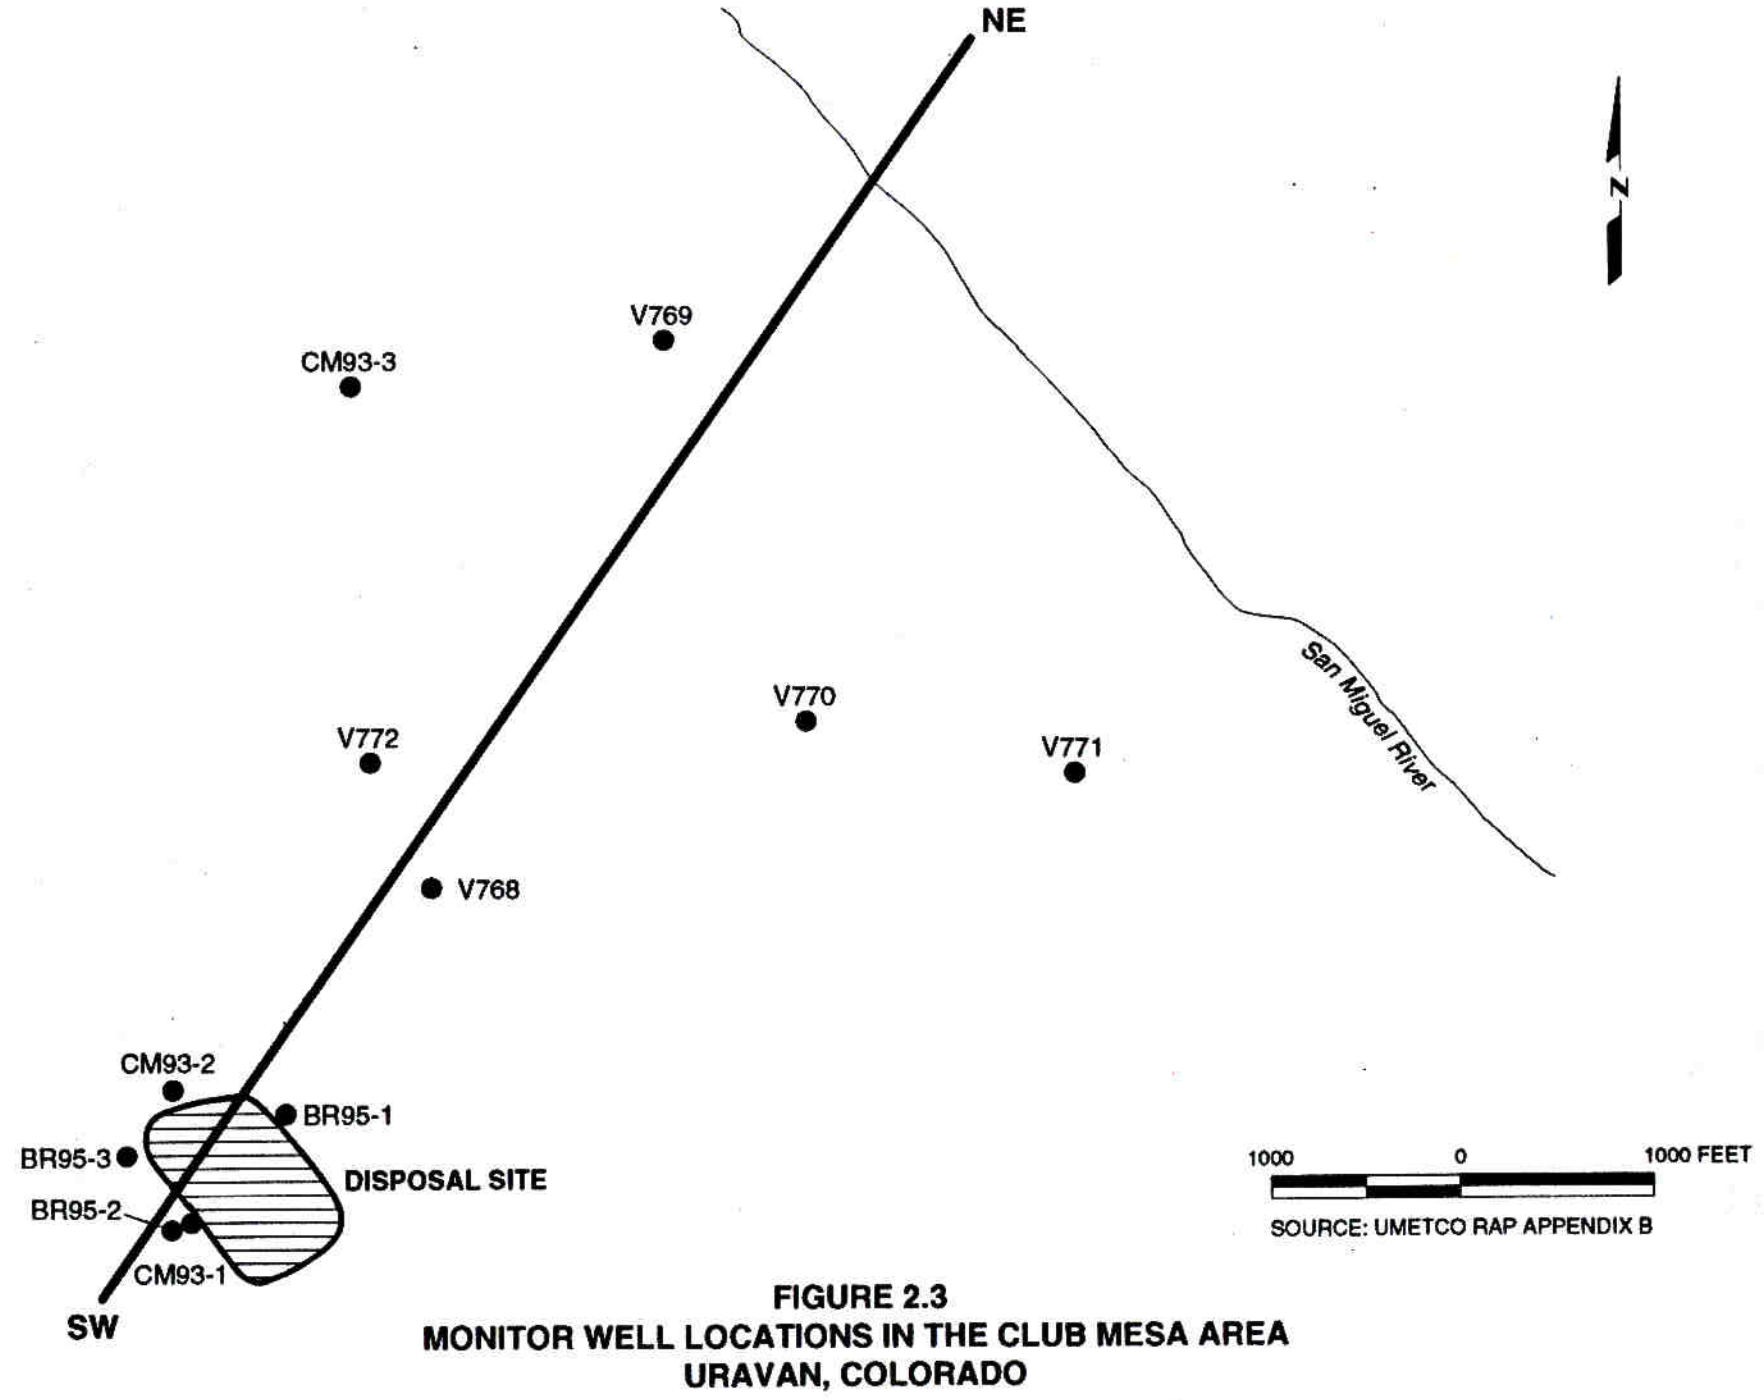 NE
N
V769
CM93-3
San Miguel River
V770
V772
V771
V768
CM93-2
BR95-1
BR95-3
DISPOSAL SITE
BR95-2
CM93-1
SW
1000 0 1000 FEET
SOURCE: UMETCO RAP APPENDIX B
FIGURE 2.3
MONITOR WELL LOCATIONS IN THE CLUB MESA AREA
URAVAN, COLORADO